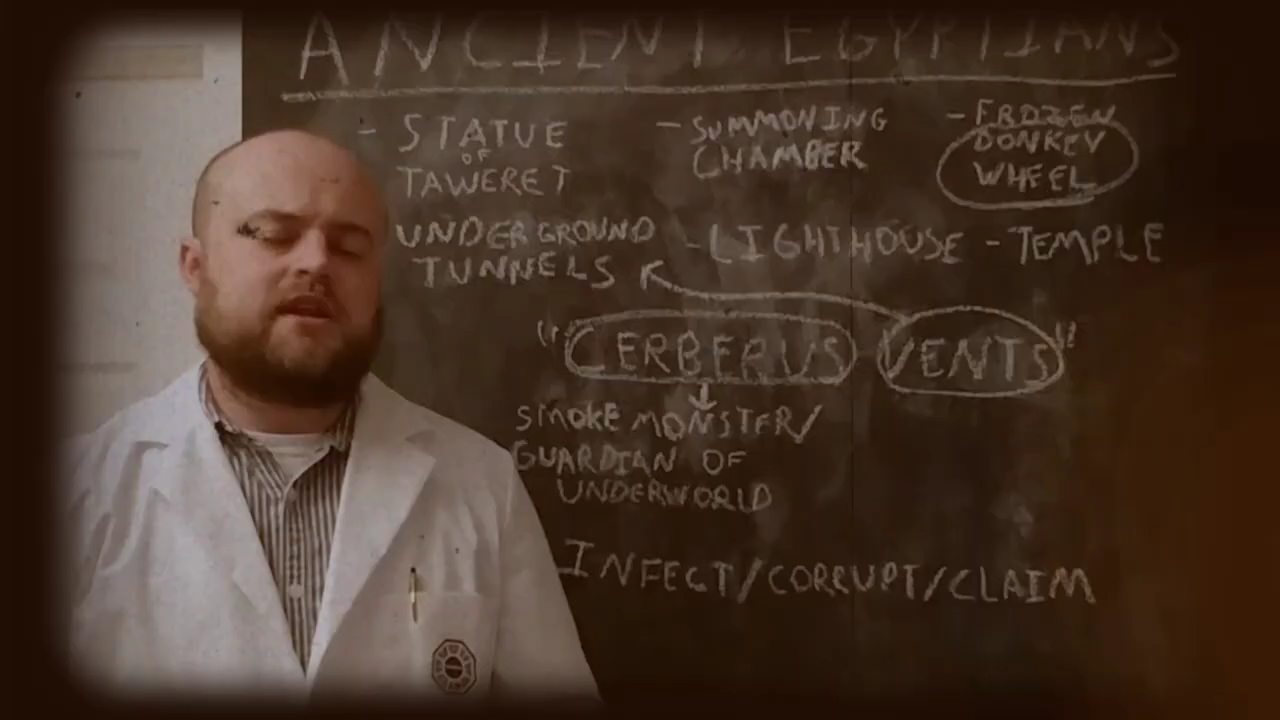 ANCIENT EGYPTIANS
- STATUE
OF
TAWERET
- SUMMONING
CHAMBER
- FROZEN
DONKEY
WHEEL
UNDERGROUND
TUNNELS
- LIGHTHOUSE
- TEMPLE
"CERBERUS VENTS"
SMOKE MONSTER/
GUARDIAN OF
UNDERWORLD
INFECT/CORRUPT/CLAIM